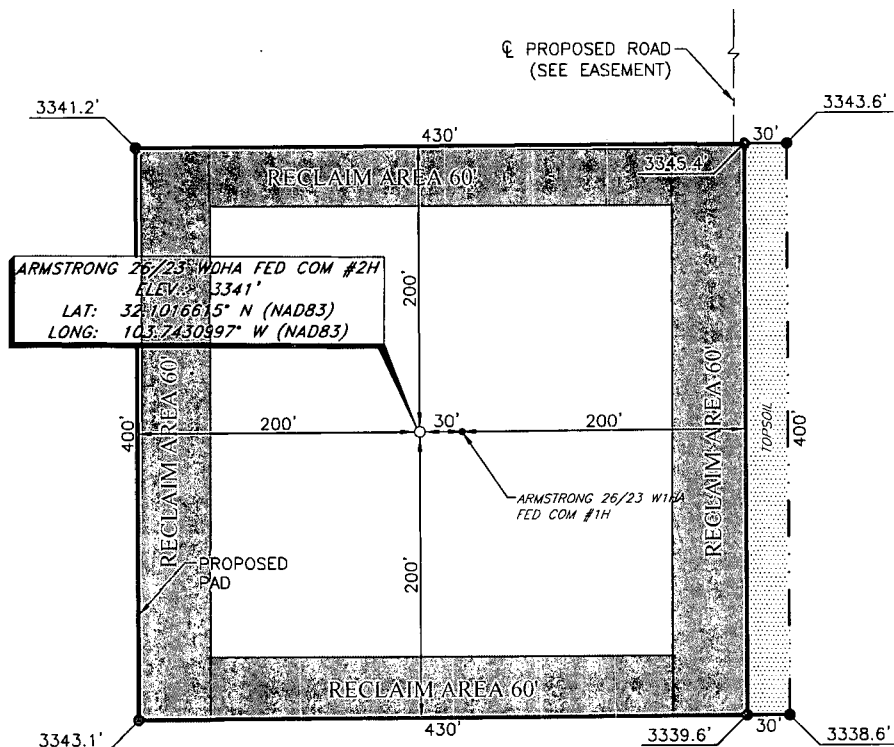 ℄ PROPOSED ROAD
(SEE EASEMENT)
3341.2'
3343.6'
430'
30'
3345.4'
RECLAIM AREA 60'
ARMSTRONG 26/23 W0HA FED COM #2H
ELEV.: 3341'
LAT: 32.1016615° N (NAD83)
LONG: 103.7430997° W (NAD83)
200'
RECLAIM AREA 60'
400'
200'
30'
200'
RECLAIM AREA 60'
TOPSOIL
400'
ARMSTRONG 26/23 W1HA
FED COM #1H
PROPOSED
PAD
200'
RECLAIM AREA 60'
3343.1'
430'
3339.6'
30'
3338.6'